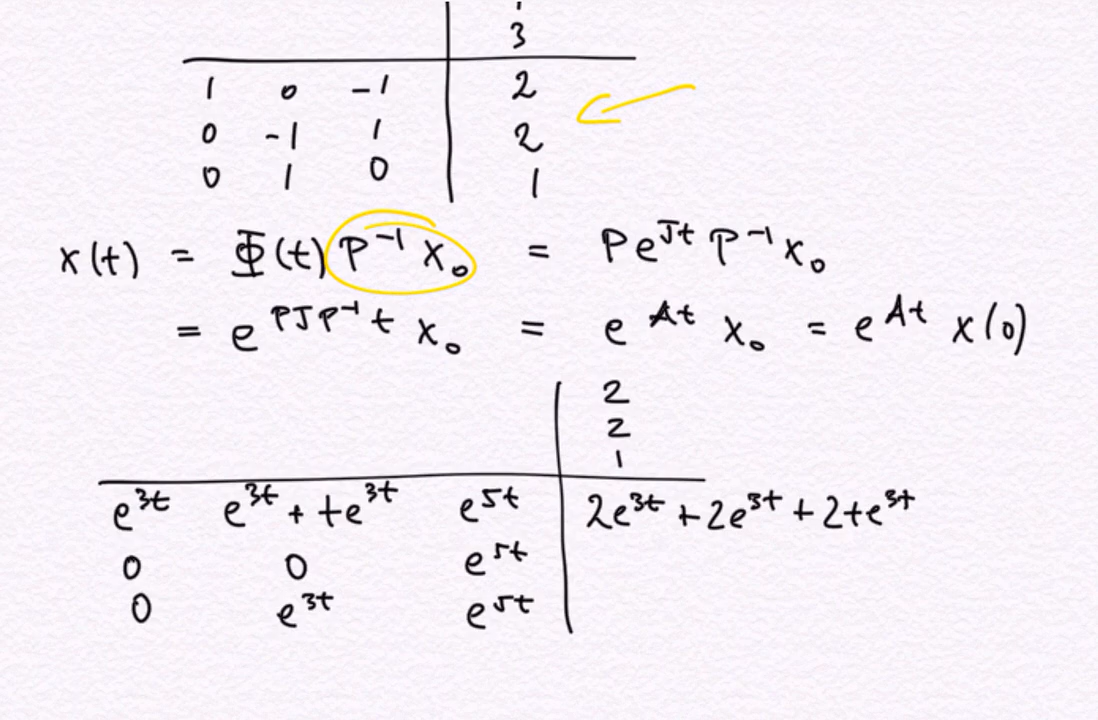 3
1 0 -1 | 2
0 -1 1 | 2
0 1 0 | 1
x(t) = Φ(t) P⁻¹ x₀ = P e^{Jt} P⁻¹ x₀
= e^{PJP⁻¹t} x₀ = e^{At} x₀ = e^{At} x(0)
2
2
1
e^{3t} e^{3t} + te^{3t} e^{5t} | 2e^{3t} + 2e^{3t} + 2te^{3t}
0 0 e^{5t}
0 e^{3t} e^{5t}